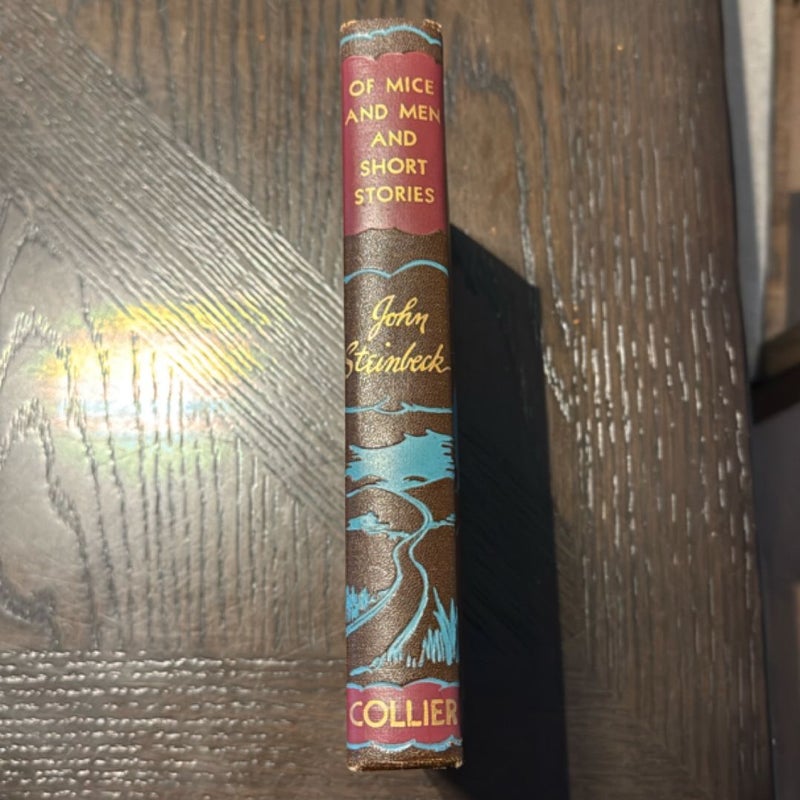 OF MICE
AND MEN
AND
SHORT
STORIES
John
Steinbeck
COLLIER